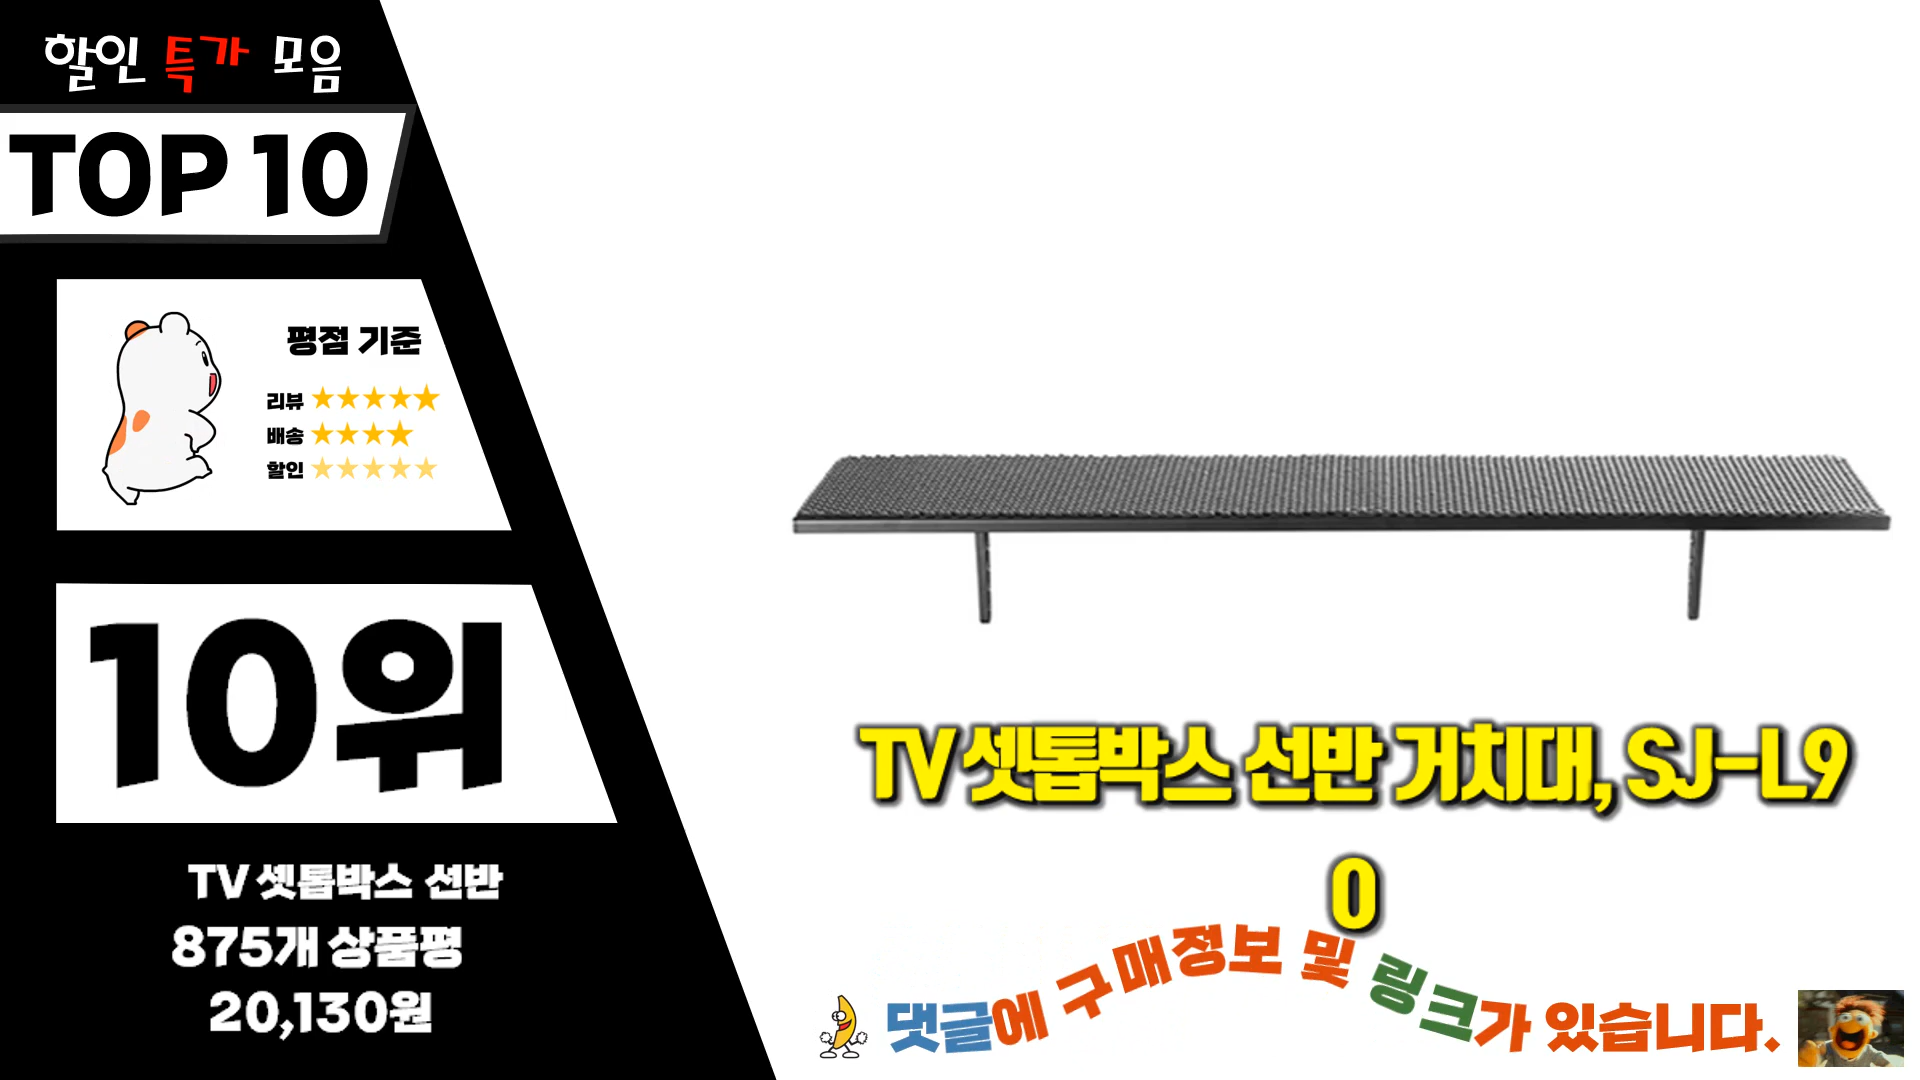 할인 특가 모음
TOP 10
평점 기준
리뷰 ★★★★★
배송 ★★★★
할인 ★★★★★
10위
TV 셋톱박스 선반
875개 상품평
20,130원
TV 셋톱박스 선반 거치대, SJ-L9
0
댓글에 구매정보 및 링크가 있습니다.